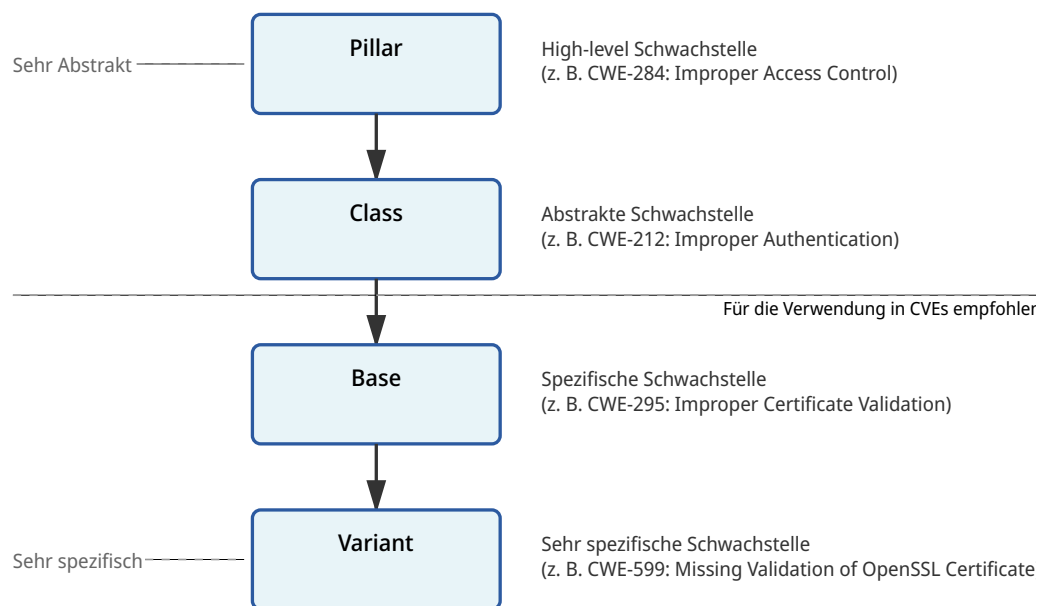 Pillar
High-level Schwachstelle
Sehr Abstrakt
(z. B. CWE-284: Improper Access Control)
Class
Abstrakte Schwachstelle
(z. B. CWE-212: Improper Authentication)
Für die Verwendung in CVEs empfohlen
Base
Spezifische Schwachstelle
(z. B. CWE-295: Improper Certificate Validation)
Variant
Sehr spezifische Schwachstelle
Sehr spezifisch
(z. B. CWE-599: Missing Validation of OpenSSL Certificate